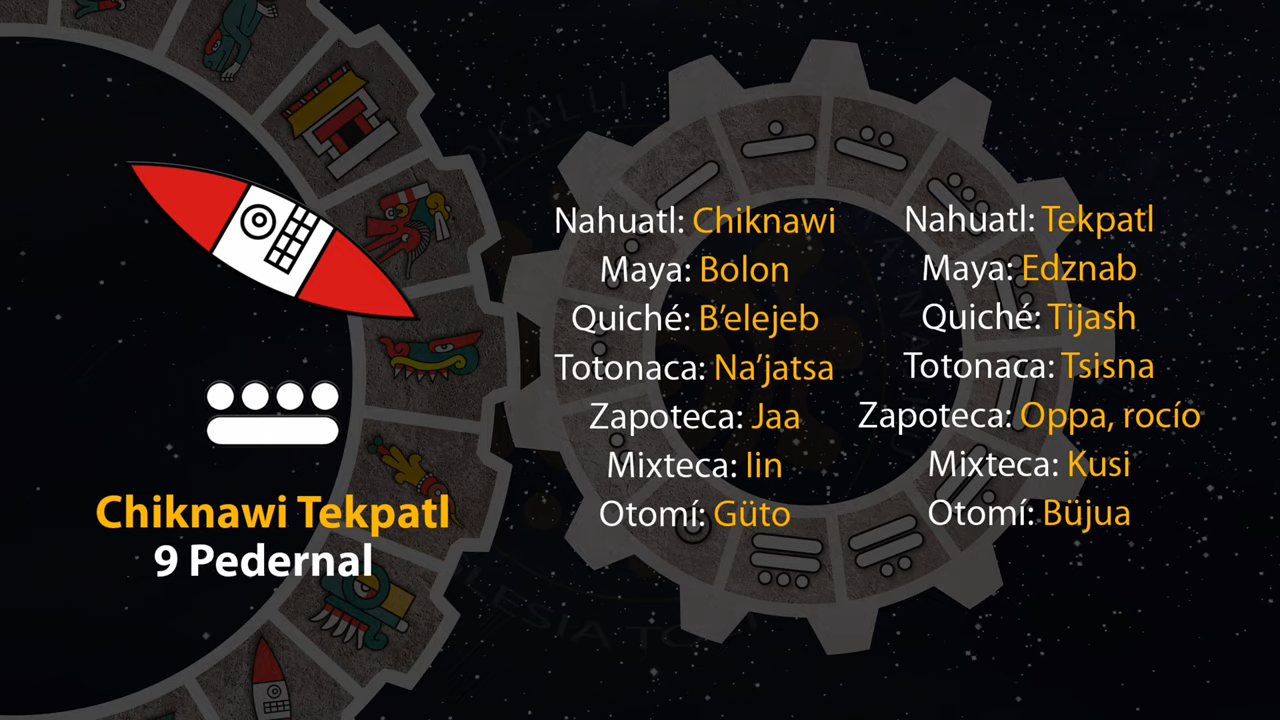 Chiknawi Tekpatl
9 Pedernal
Nahuatl: Chiknawi
Maya: Bolon
Quiché: B’elejeb
Totonaca: Na’jatsa
Zapoteca: Jaa
Mixteca: Iin
Otomí: Güto
Nahuatl: Tekpatl
Maya: Edznab
Quiché: Tijash
Totonaca: Tsisna
Zapoteca: Oppa, rocío
Mixteca: Kusi
Otomí: Büjua